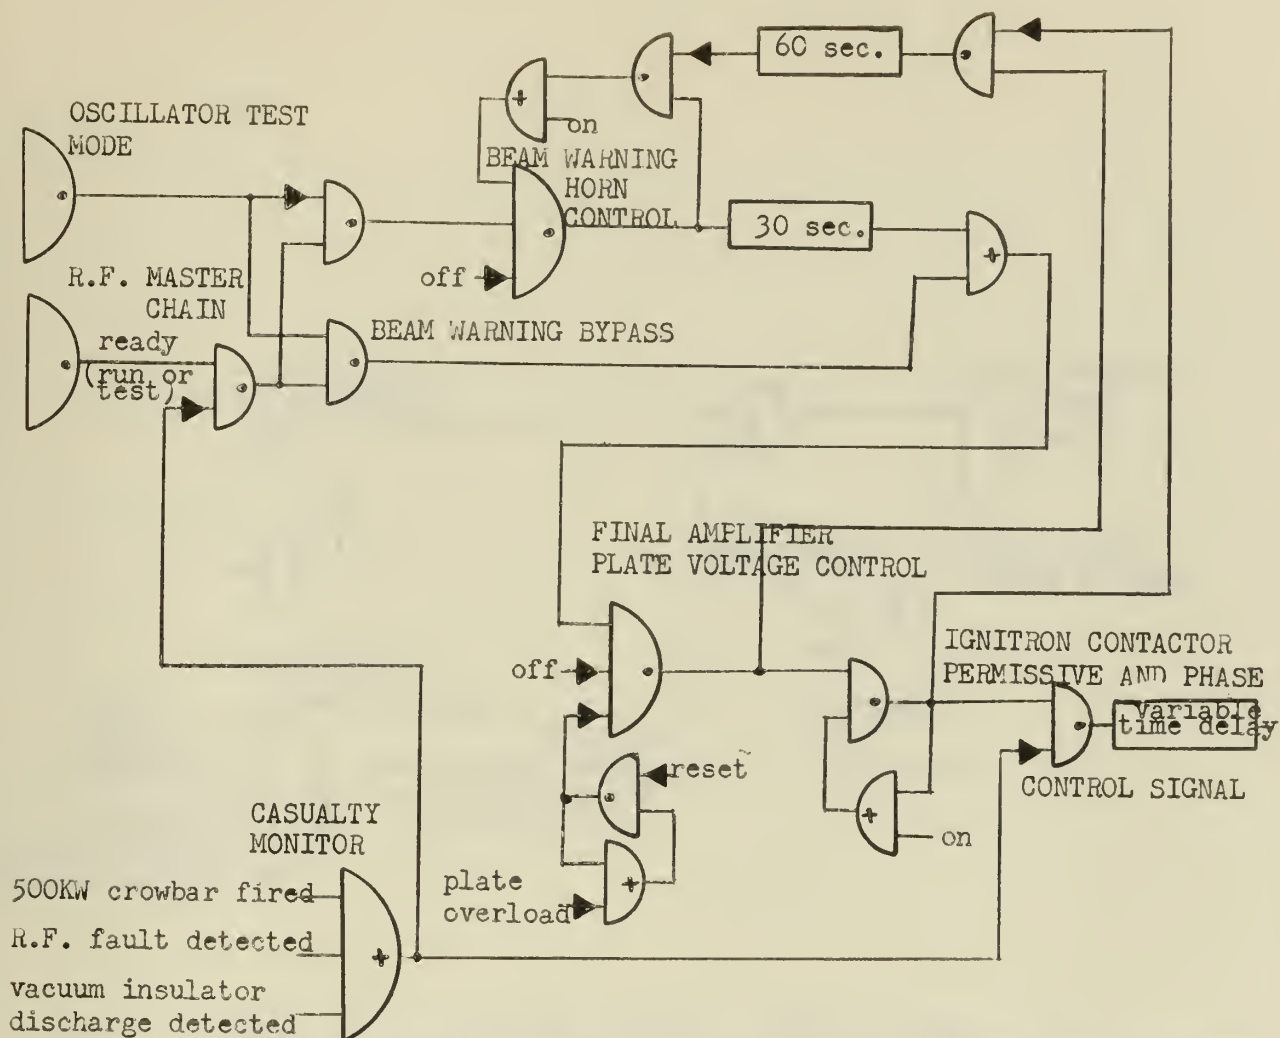 60 sec.
OSCILLATOR TEST
MODE
+
on
BEAM WARNING
HORN
CONTROL
30 sec.
+
off
R.F. MASTER
CHAIN
ready
(run or
test)
BEAM WARNING BYPASS
FINAL AMPLIFIER
PLATE VOLTAGE CONTROL
off
IGNITRON CONTACTOR
PERMISSIVE AND PHASE
variable
time delay
CONTROL SIGNAL
reset
+
on
CASUALTY
MONITOR
plate
overload
+
500KW crowbar fired
R.F. fault detected
+
vacuum insulator
discharge detected